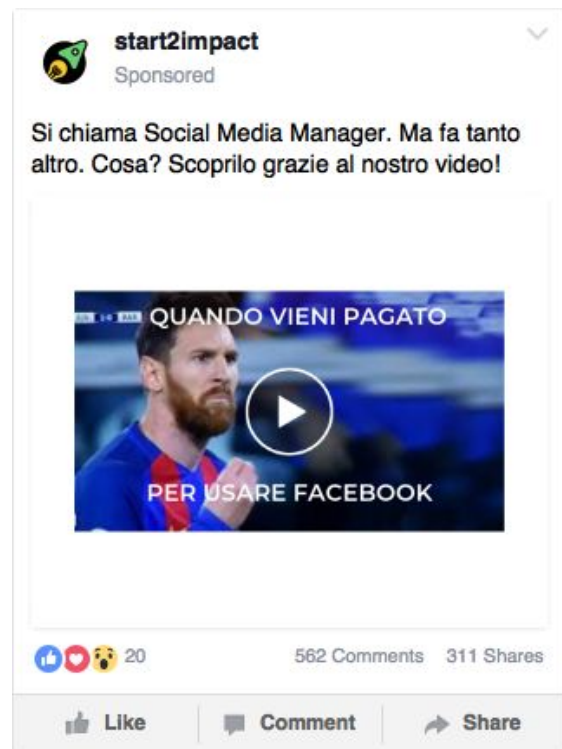 start2impact
Sponsored
Si chiama Social Media Manager. Ma fa tanto
altro. Cosa? Scoprilo grazie al nostro video!
QUANDO VIENI PAGATO
PER USARE FACEBOOK
20
562 Comments 311 Shares
Like Comment Share